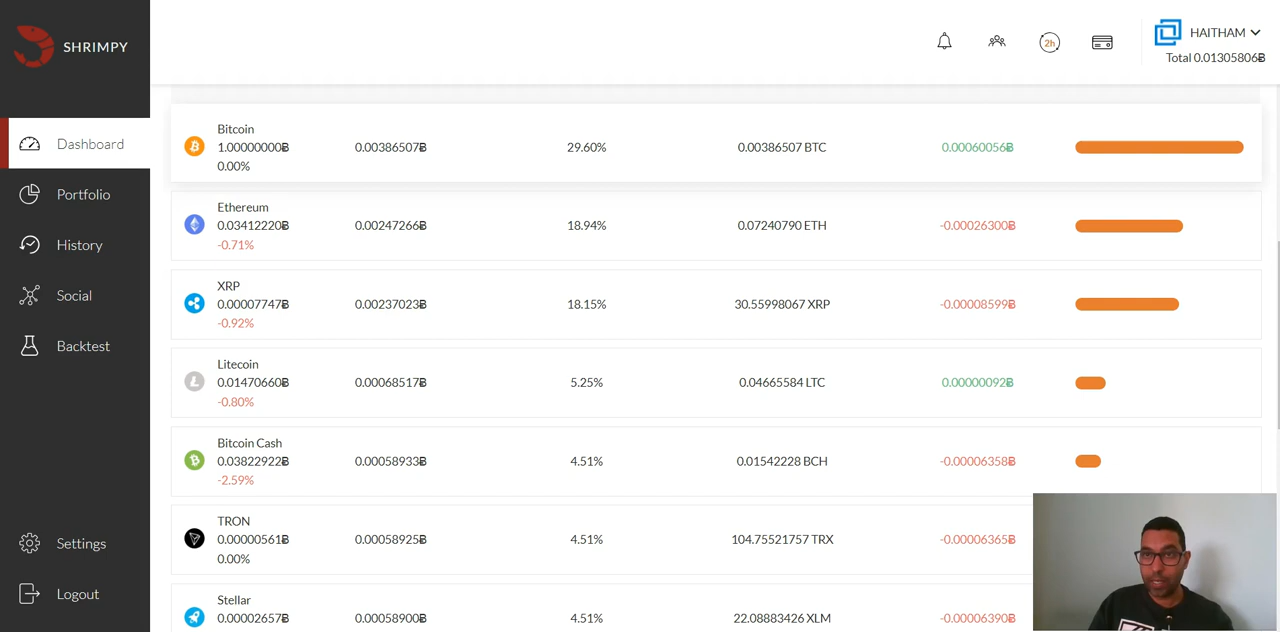 SHRIMPY
2h
HAITHAM
Total 0.01305806Ƀ
Dashboard
Portfolio
History
Social
Backtest
Settings
Logout
Bitcoin
1.00000000Ƀ 0.00386507Ƀ 29.60% 0.00386507 BTC 0.00060056Ƀ
0.00%
Ethereum
0.03412220Ƀ 0.00247266Ƀ 18.94% 0.07240790 ETH -0.00026300Ƀ
-0.71%
XRP
0.00007747Ƀ 0.00237023Ƀ 18.15% 30.55998067 XRP -0.00008599Ƀ
-0.92%
Litecoin
0.01470660Ƀ 0.00068517Ƀ 5.25% 0.04665584 LTC 0.00000092Ƀ
-0.80%
Bitcoin Cash
0.03822922Ƀ 0.00058933Ƀ 4.51% 0.01542228 BCH -0.00006358Ƀ
-2.59%
TRON
0.00000561Ƀ 0.00058925Ƀ 4.51% 104.75521757 TRX -0.00006365Ƀ
0.00%
Stellar
0.00002657Ƀ 0.00058900Ƀ 4.51% 22.08883426 XLM -0.00006390Ƀ